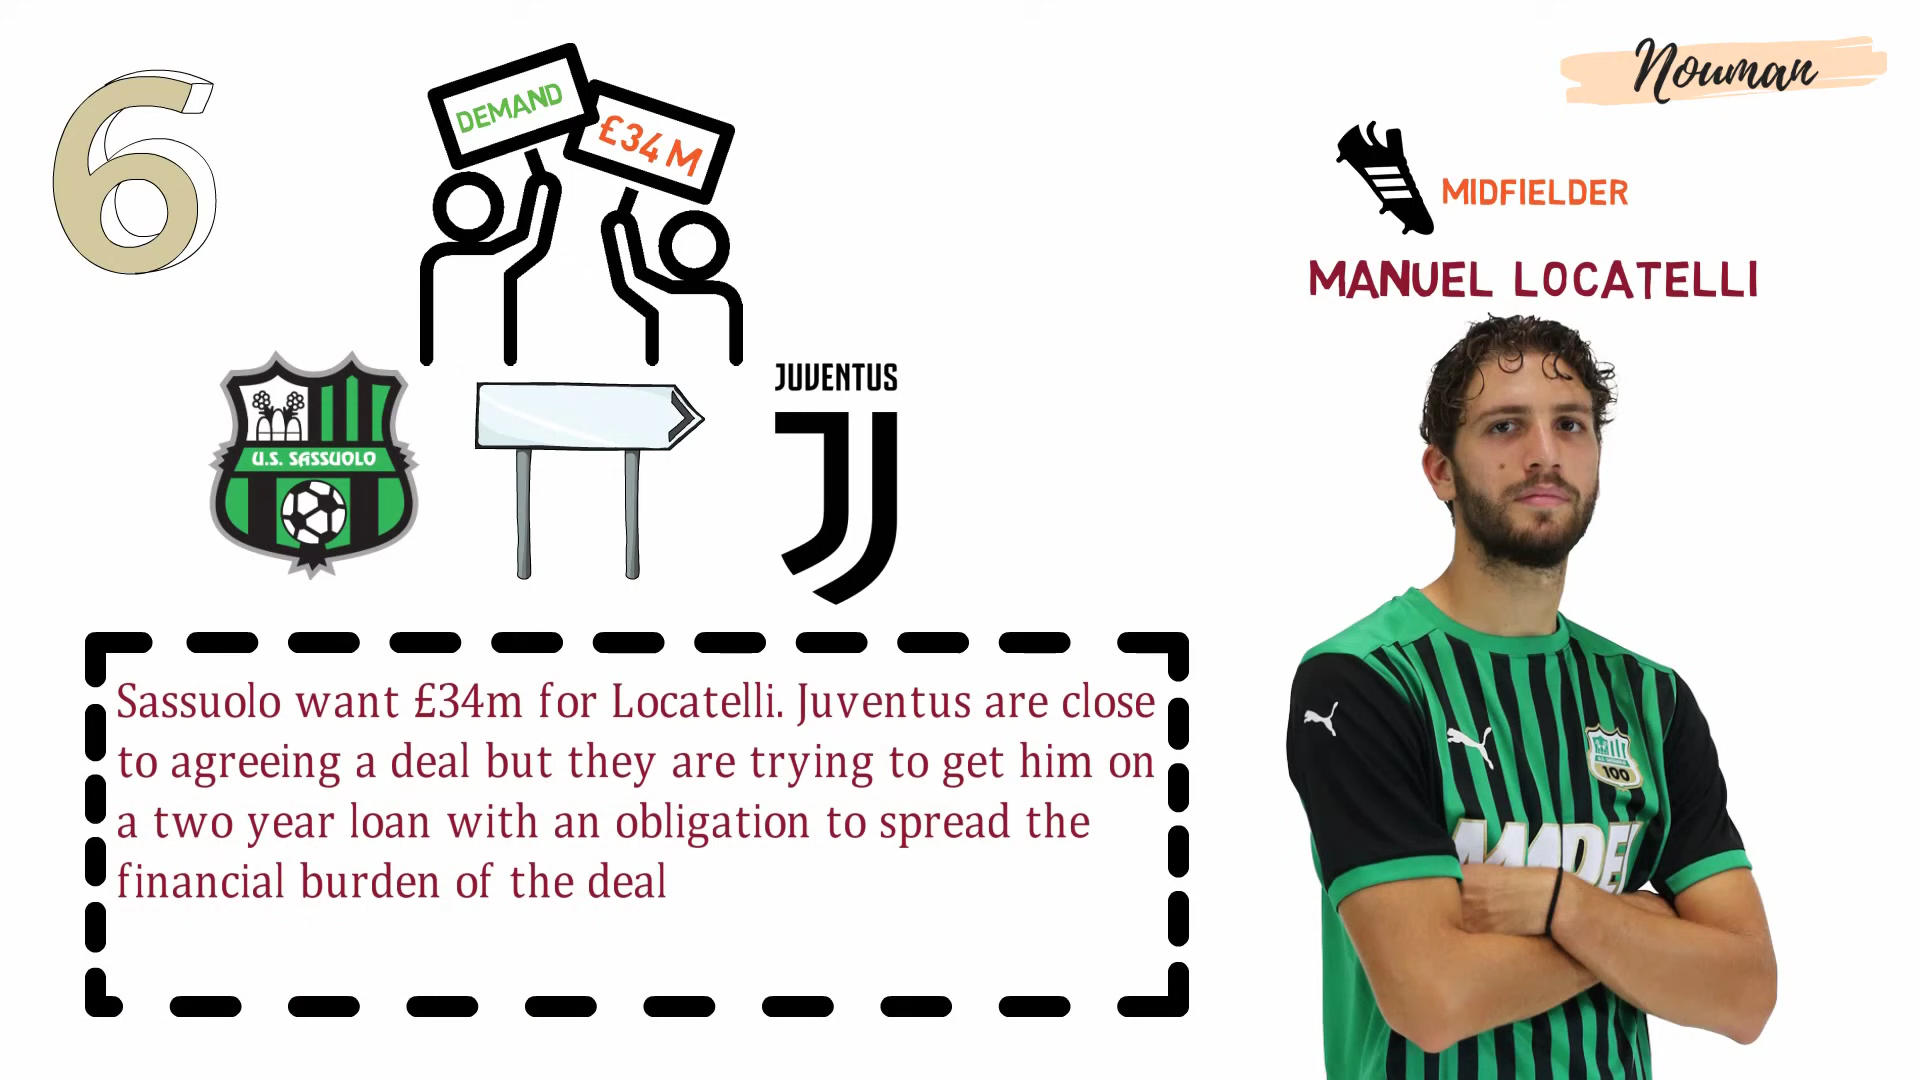 6
DEMAND
£34 M
Nouman
MIDFIELDER
MANUEL LOCATELLI
U.S. SASSUOLO
JUVENTUS
Sassuolo want £34m for Locatelli. Juventus are close
to agreeing a deal but they are trying to get him on
a two year loan with an obligation to spread the
financial burden of the deal
100